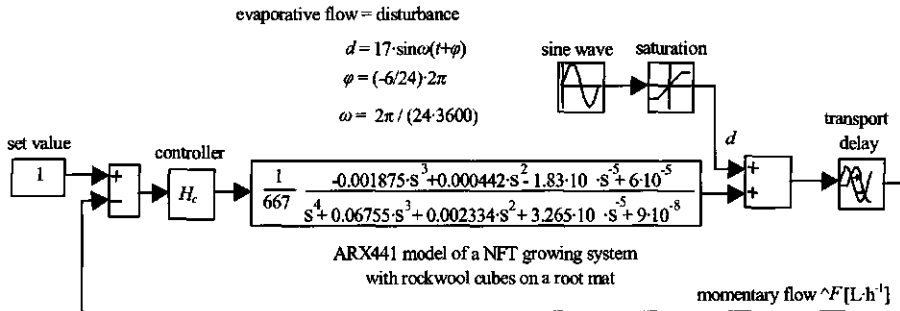 evaporative flow = disturbance
d = 17·sinω(t+φ)
φ = (-6/24)·2π
ω = 2π / (24·3600)
sine wave
saturation
set value
1
+
−
controller
H_c
1
667
-0.001875·s^3+0.000442·s^2- 1.83·10 ·s^-5+ 6·10^-5
s^4+ 0.06755·s^3+ 0.002334·s^2+ 3.265·10 ·s^-5+ 9·10^-8
d
+
+
transport
delay
ARX441 model of a NFT growing system
with rockwool cubes on a root mat
momentary flow ^F [L·h^-1]